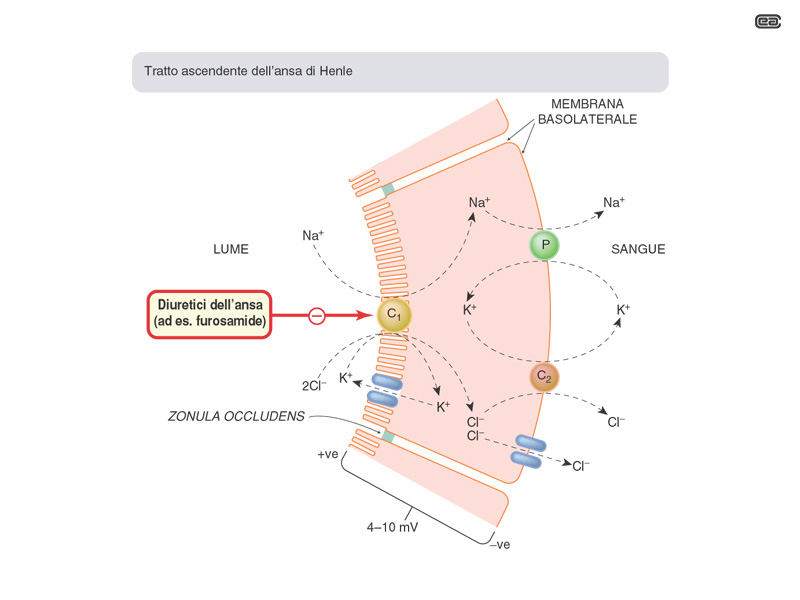 Tratto ascendente dell'ansa di Henle
MEMBRANA
BASOLATERALE
Na⁺
Na⁺
Na⁺
LUME
P
SANGUE
Diuretici dell'ansa
(ad es. furosamide)
C₁
K⁺
K⁺
2Cl⁻
K⁺
C₂
K⁺
ZONULA OCCLUDENS
Cl⁻
Cl⁻
Cl⁻
+ve
Cl⁻
4–10 mV
–ve